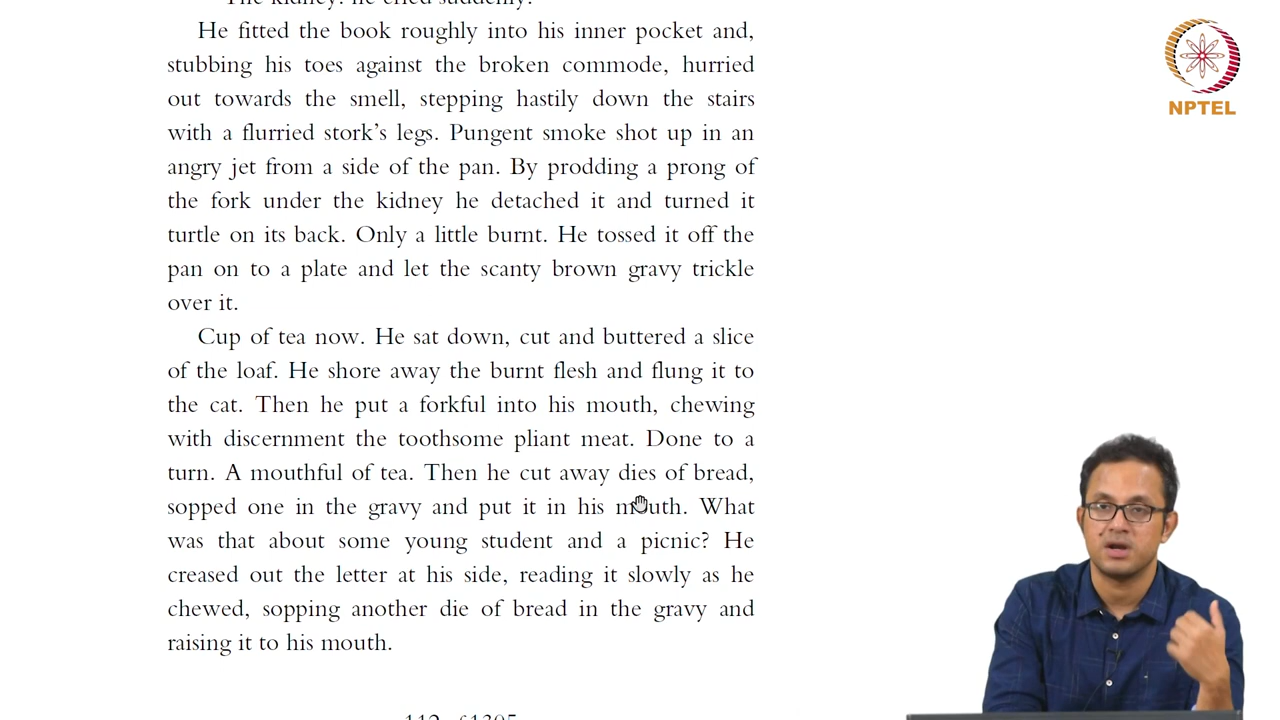 The kidney! he cried suddenly.
He fitted the book roughly into his inner pocket and,
stubbing his toes against the broken commode, hurried
out towards the smell, stepping hastily down the stairs
with a flurried stork's legs. Pungent smoke shot up in an
angry jet from a side of the pan. By prodding a prong of
the fork under the kidney he detached it and turned it
turtle on its back. Only a little burnt. He tossed it off the
pan on to a plate and let the scanty brown gravy trickle
over it.
Cup of tea now. He sat down, cut and buttered a slice
of the loaf. He shore away the burnt flesh and flung it to
the cat. Then he put a forkful into his mouth, chewing
with discernment the toothsome pliant meat. Done to a
turn. A mouthful of tea. Then he cut away dies of bread,
sopped one in the gravy and put it in his mouth. What
was that about some young student and a picnic? He
creased out the letter at his side, reading it slowly as he
chewed, sopping another die of bread in the gravy and
raising it to his mouth.
NPTEL